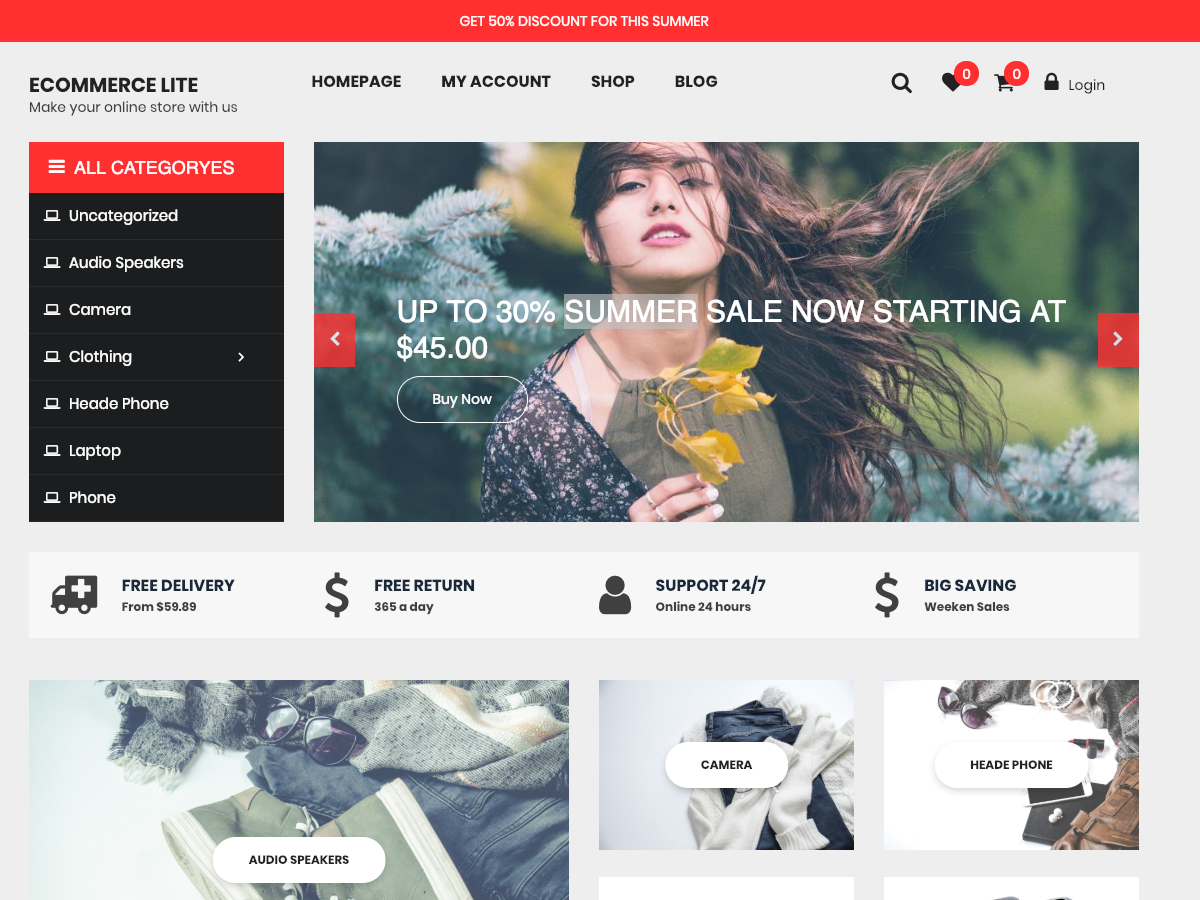 GET 50% DISCOUNT FOR THIS SUMMER
ECOMMERCE LITE
Make your online store with us
HOMEPAGE
MY ACCOUNT
SHOP
BLOG
0
0
Login
ALL CATEGORYES
Uncategorized
Audio Speakers
Camera
Clothing
Heade Phone
Laptop
Phone
UP TO 30% SUMMER SALE NOW STARTING AT
$45.00
Buy Now
FREE DELIVERY
From $59.89
FREE RETURN
365 a day
SUPPORT 24/7
Online 24 hours
BIG SAVING
Weeken Sales
AUDIO SPEAKERS
CAMERA
HEADE PHONE